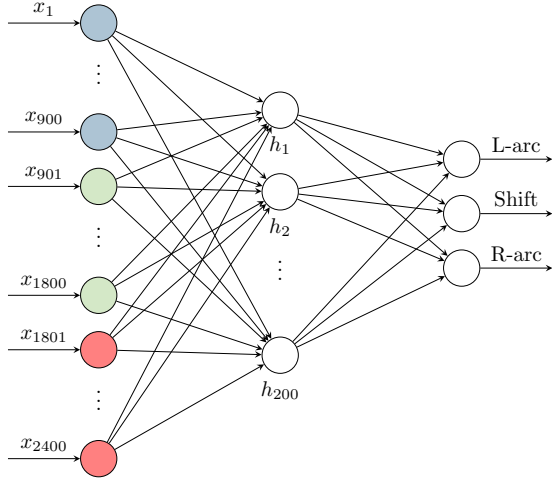 x1
⋮
x900
x901
⋮
x1800
x1801
⋮
x2400
h1
h2
⋮
h200
L-arc
Shift
R-arc